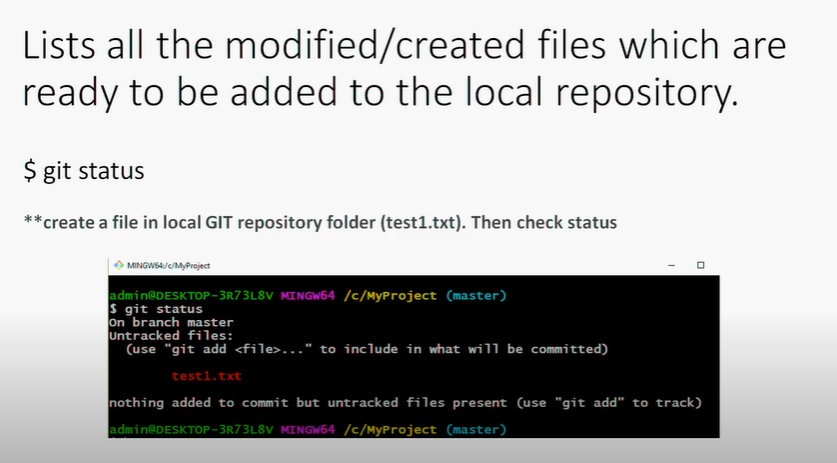 Lists all the modified/created files which are
ready to be added to the local repository.
$ git status
**create a file in local GIT repository folder (test1.txt). Then check status
MINGW64:/c/MyProject
admin@DESKTOP-3R73L8V MINGW64 /c/MyProject (master)
$ git status
On branch master
Untracked files:
(use "git add <file>..." to include in what will be committed)
test1.txt
nothing added to commit but untracked files present (use "git add" to track)
admin@DESKTOP-3R73L8V MINGW64 /c/MyProject (master)